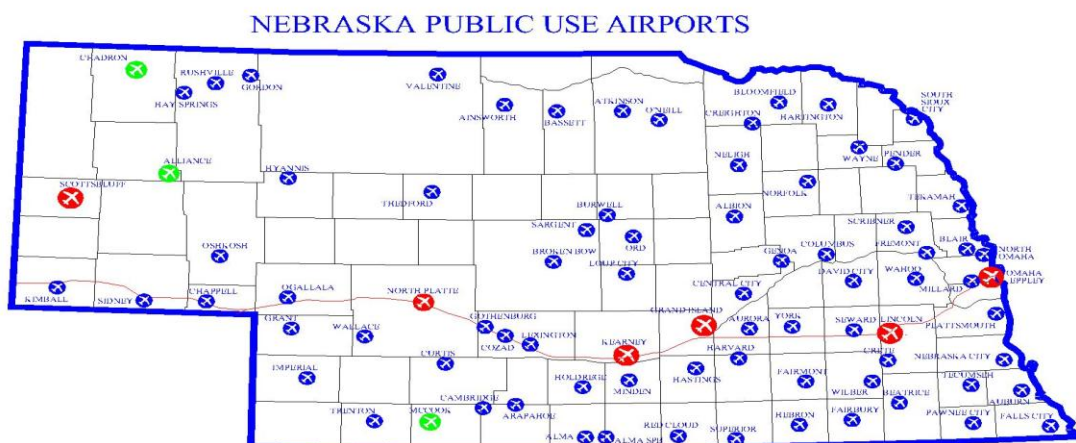 NEBRASKA PUBLIC USE AIRPORTS
CHADRON
RUSHVILLE
GORDON
HAY SPRINGS
VALENTINE
AINSWORTH
BASSETT
ATKINSON
O'NEILL
BLOOMFIELD
CREIGHTON
HARTINGTON
SOUTH
SIOUX
CITY
ALLIANCE
SCOTTSBLUFF
HYANNIS
THEDFORD
NELIGH
WAYNE
PENDER
NORFOLK
TEKAMAH
BURWELL
ALBION
SARGENT
ORD
SCRIBNER
OSHKOSH
BROKEN BOW
LOUP CITY
GENOA
COLUMBUS
FREMONT
BLAIR
NORTH
OMAHA
KIMBALL
SIDNEY
CHAPPELL
OGALLALA
NORTH PLATTE
CENTRAL CITY
DAVID CITY
WAHOO
MILLARD
OMAHA
EPPLEY
GRANT
WALLACE
GOTHENBURG
COZAD
LEXINGTON
KEARNEY
GRAND ISLAND
AURORA
YORK
SEWARD
LINCOLN
PLATTSMOUTH
IMPERIAL
CURTIS
HOLDREGE
MINDEN
HASTINGS
HARVARD
FAIRMONT
CRETE
WILBER
BEATRICE
NEBRASKA CITY
TECUMSEH
AUBURN
TRENTON
MCCOOK
CAMBRIDGE
ARAPAHOE
ALMA
ALMA SPB
RED CLOUD
SUPERIOR
HEBRON
FAIRBURY
PAWNEE CITY
FALLS CITY